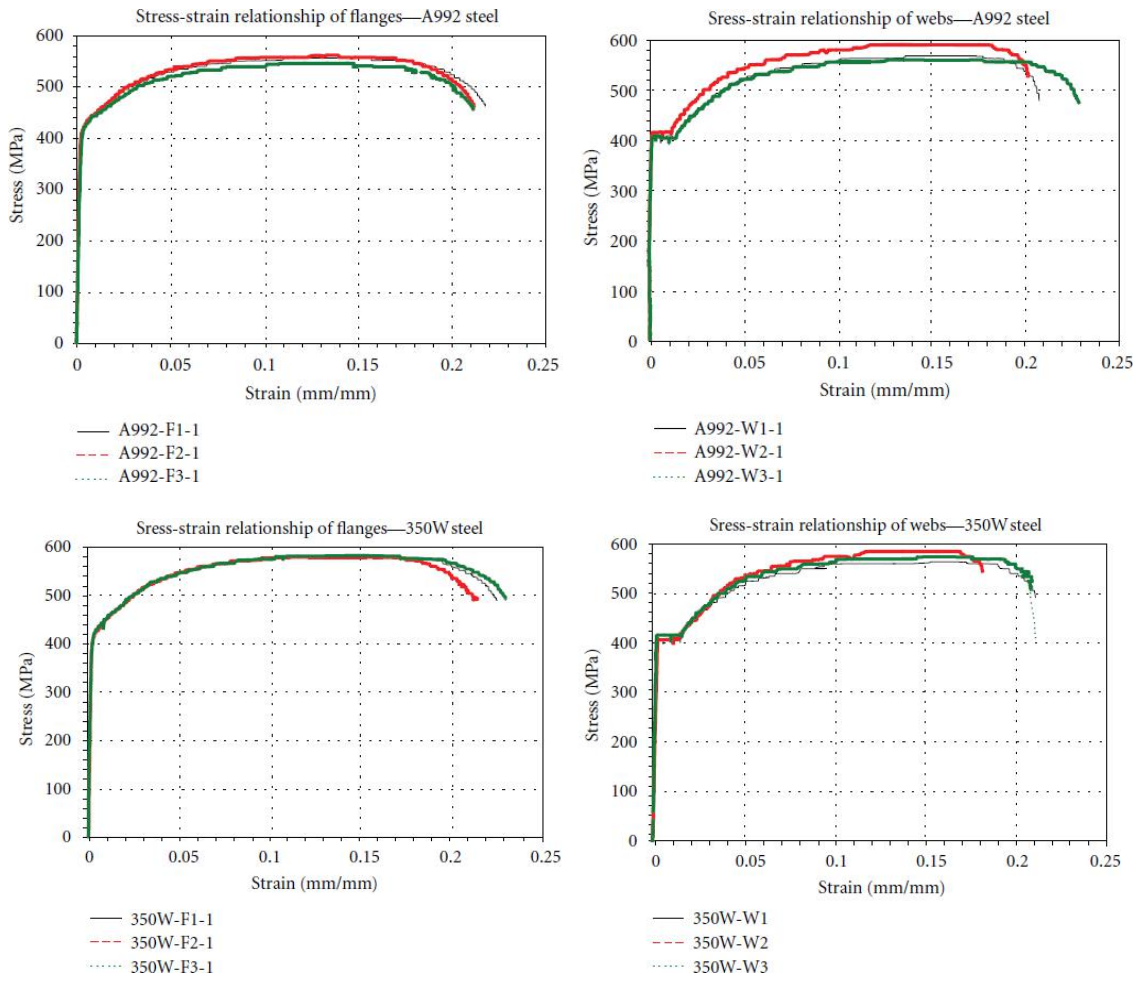 Stress-strain relationship of flanges—A992 steel
600
500
400
300
200
100
0
Stress (MPa)
0
0.05
0.1
0.15
0.2
0.25
Strain (mm/mm)
A992-F1-1
A992-F2-1
A992-F3-1
Sress-strain relationship of webs—A992 steel
600
500
400
300
200
100
0
Stress (MPa)
0
0.05
0.1
0.15
0.2
0.25
Strain (mm/mm)
A992-W1-1
A992-W2-1
A992-W3-1
Sress-strain relationship of flanges—350W steel
600
500
400
300
200
100
0
Stress (MPa)
0
0.05
0.1
0.15
0.2
0.25
Strain (mm/mm)
350W-F1-1
350W-F2-1
350W-F3-1
Sress-strain relationship of webs—350W steel
600
500
400
300
200
100
0
Stress (MPa)
0
0.05
0.1
0.15
0.2
0.25
Strain (mm/mm)
350W-W1
350W-W2
350W-W3